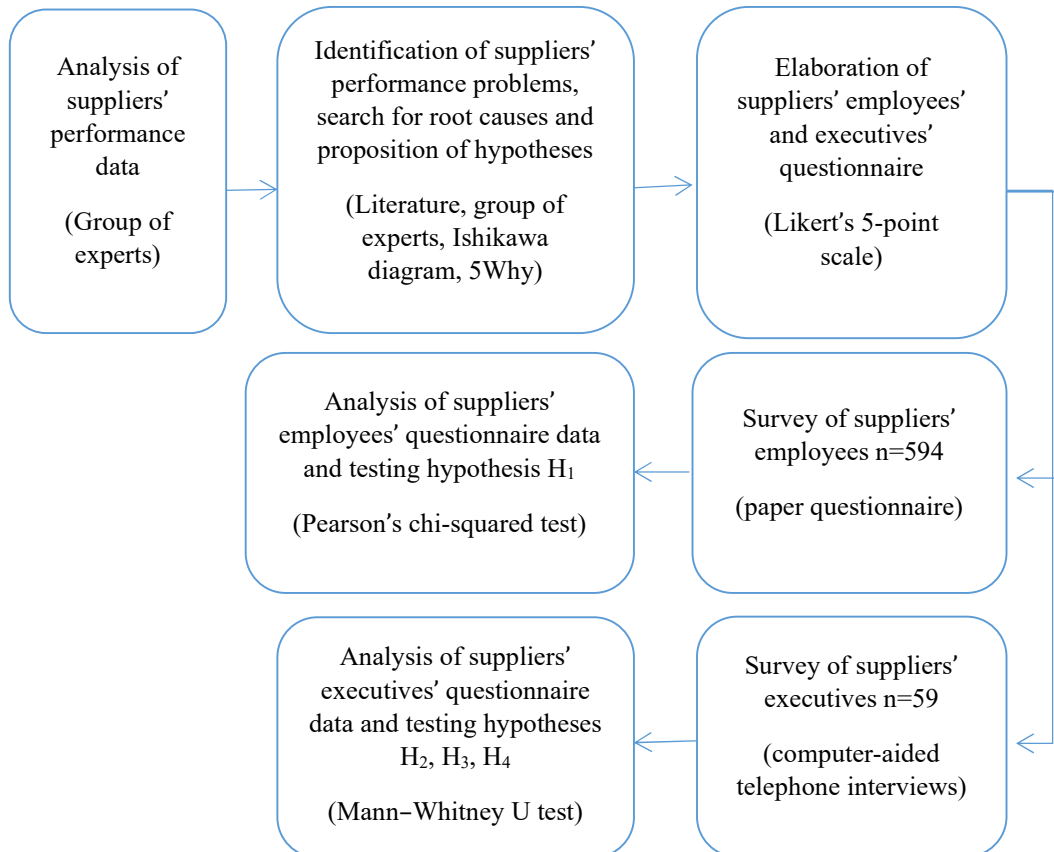 Analysis of
suppliers’
performance
data
(Group of
experts)
Identification of suppliers’
performance problems,
search for root causes and
proposition of hypotheses
(Literature, group of
experts, Ishikawa
diagram, 5Why)
Elaboration of
suppliers’ employees’
and executives’
questionnaire
(Likert’s 5-point
scale)
Analysis of suppliers’
employees’ questionnaire data
and testing hypothesis H₁
(Pearson’s chi-squared test)
Survey of suppliers’
employees n=594
(paper questionnaire)
Analysis of suppliers’
executives’ questionnaire
data and testing hypotheses
H₂, H₃, H₄
(Mann–Whitney U test)
Survey of suppliers’
executives n=59
(computer-aided
telephone interviews)